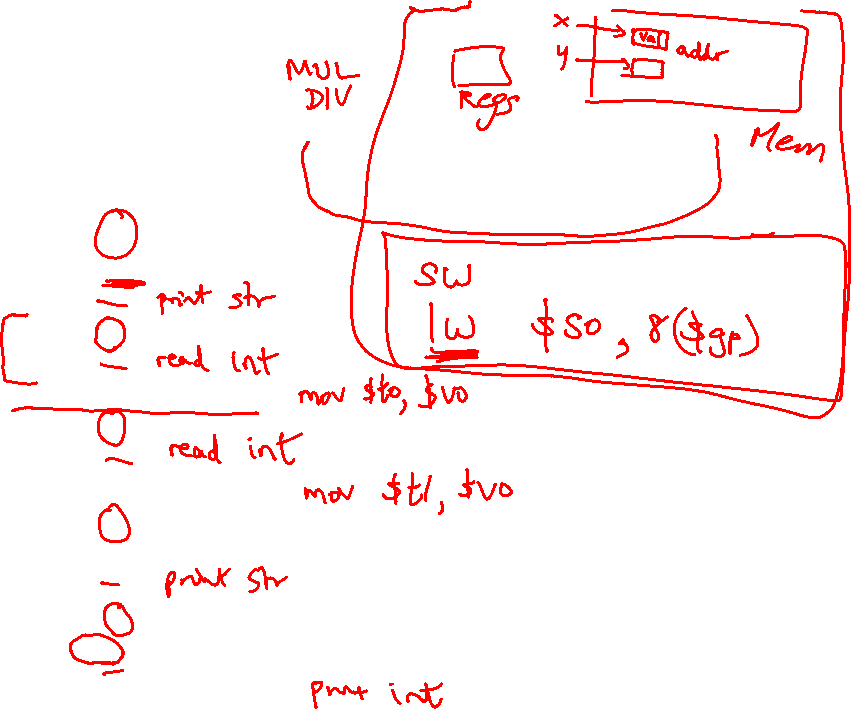 x
val
addr
y
MUL
DIV
Regs
Mem
SW
lw $s0, 8($gp)
print str
read int
mov $t0, $v0
read int
mov $t1, $v0
print str
print int